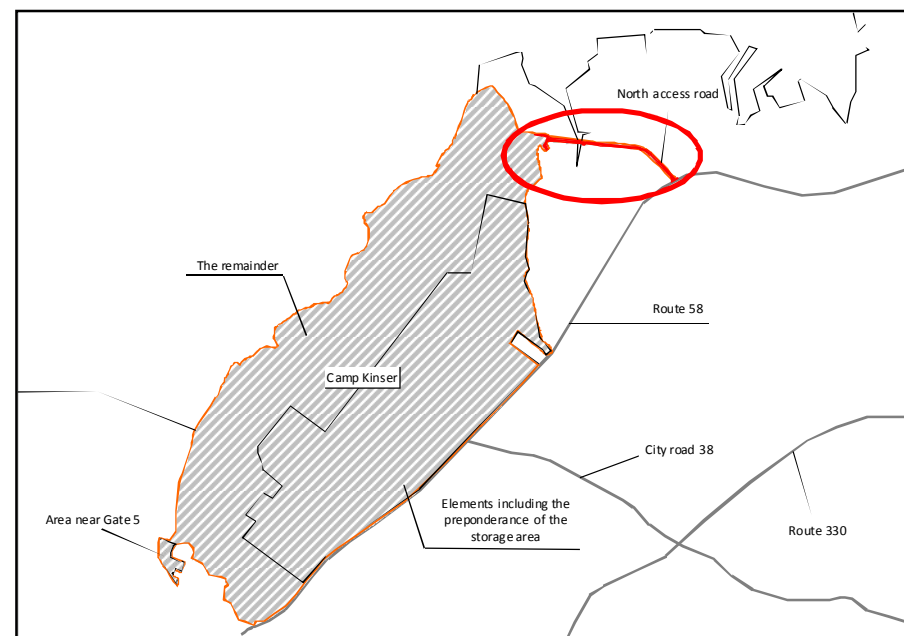 North access road
The remainder
Route 58
Camp Kinser
City road 38
Elements including the
preponderance of the
storage area
Area near Gate 5
Route 330